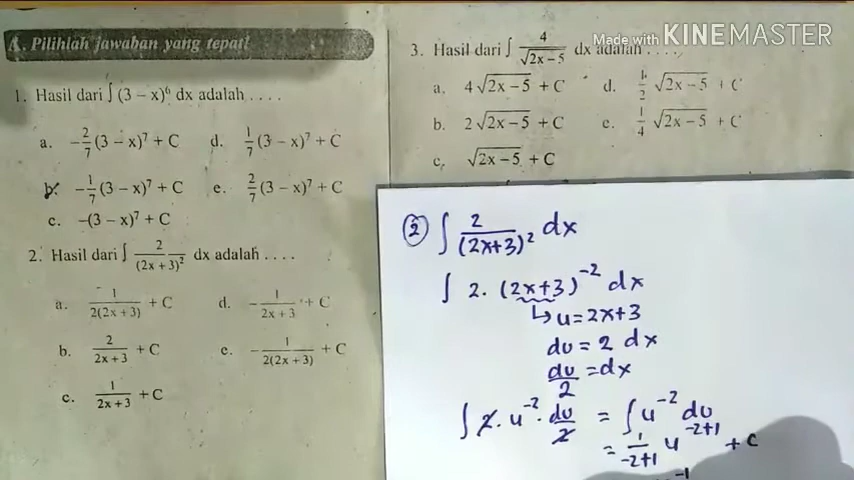 A. Pilihlah jawaban yang tepat!
1. Hasil dari ∫ (3 – x)⁶ dx adalah . . . .
a. –2/7 (3 – x)⁷ + C
d. 1/7 (3 – x)⁷ + C
b. –1/7 (3 – x)⁷ + C
e. 2/7 (3 – x)⁷ + C
c. –(3 – x)⁷ + C
2. Hasil dari ∫ 2/(2x + 3)² dx adalah . . . .
a. 1/2(2x + 3) + C
d. – 1/2x + 3 + C
b. 2/2x + 3 + C
e. – 1/2(2x + 3) + C
c. 1/2x + 3 + C
Made with KINEMASTER
3. Hasil dari ∫ 4/√2x – 5 dx adalah . . . .
a. 4√2x – 5 + C
d. 1/2 √2x – 5 + C
b. 2√2x – 5 + C
e. 1/4 √2x – 5 + C
c. √2x – 5 + C
② ∫ 2/(2x+3)² dx
∫ 2. (2x+3)⁻² dx
↳ u = 2x+3
du = 2 dx
du/2 = dx
∫ 2. u⁻² . du/2 = ∫ u⁻² du
= 1/-2+1 u⁻²⁺¹ + C